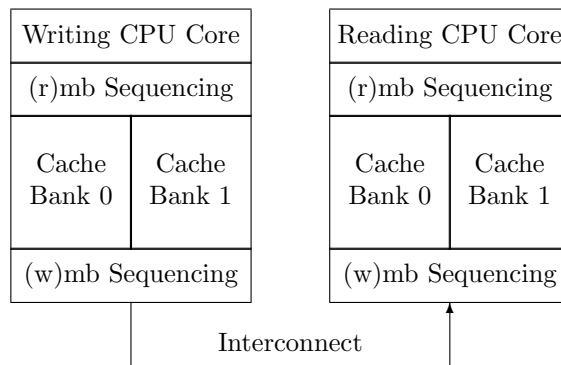 Writing CPU Core
(r)mb Sequencing
Cache
Bank 0
Cache
Bank 1
(w)mb Sequencing
Reading CPU Core
(r)mb Sequencing
Cache
Bank 0
Cache
Bank 1
(w)mb Sequencing
Interconnect